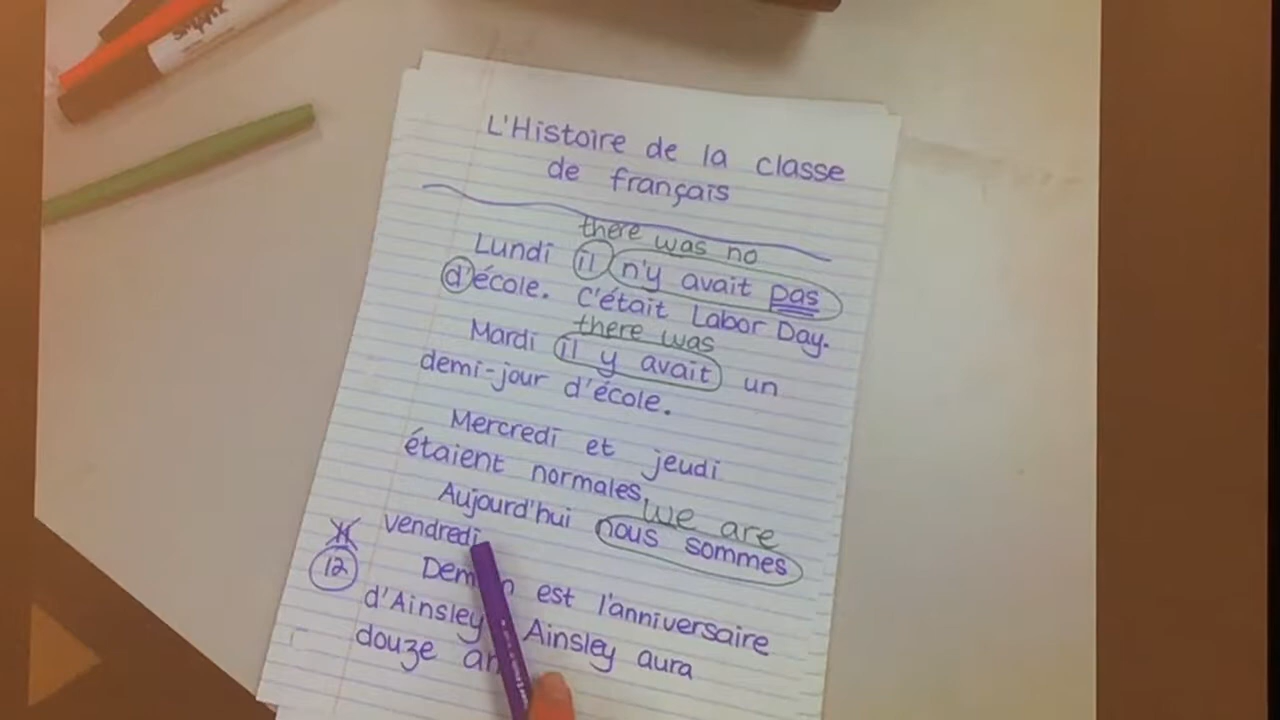 Sharpie
L'Histoire de la classe
de français
there was no
Lundi il n'y avait pas
d'école. C'était Labor Day.
there was
Mardi il y avait un
demi-jour d'école.
Mercredi et jeudi
étaient normales.
we are
Aujourd'hui nous sommes
vendredi
12
est l'anniversaire
d'Ainsley Ainsley aura
douze